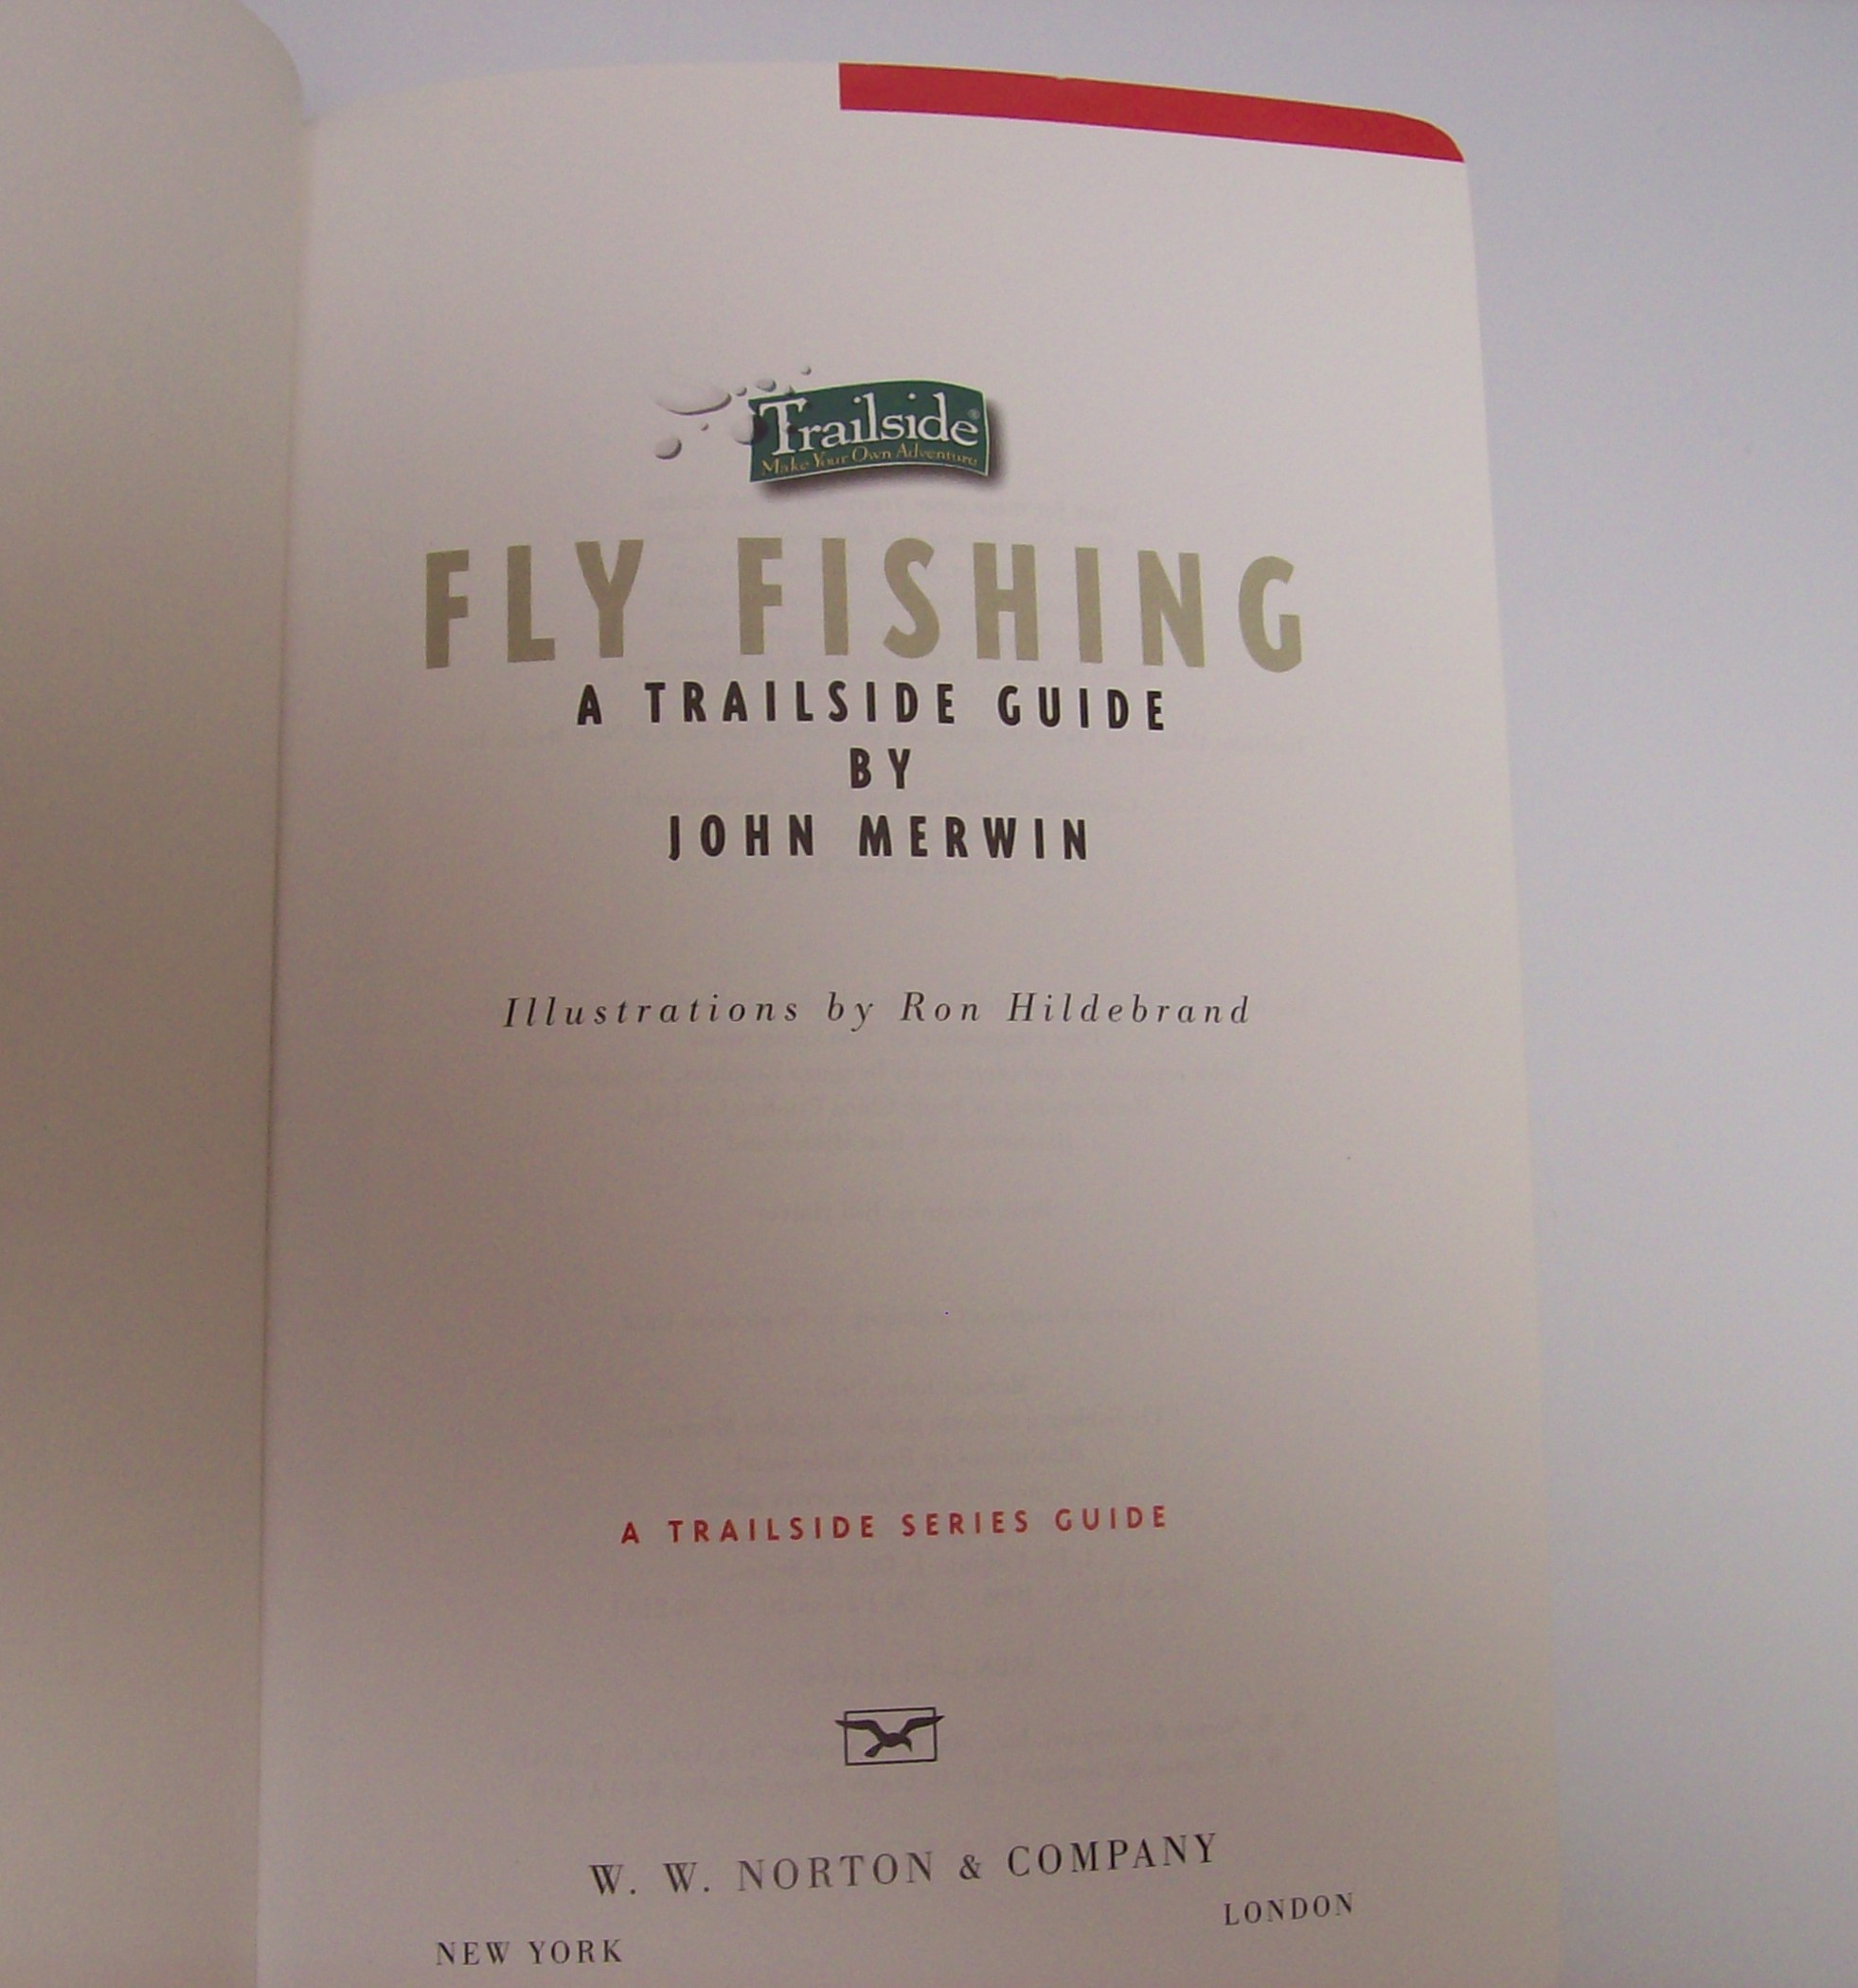 Trailside®
Make Your Own Adventure
FLY FISHING
A TRAILSIDE GUIDE
BY
JOHN MERWIN
Illustrations by Ron Hildebrand
A TRAILSIDE SERIES GUIDE
W. W. NORTON & COMPANY
NEW YORK LONDON